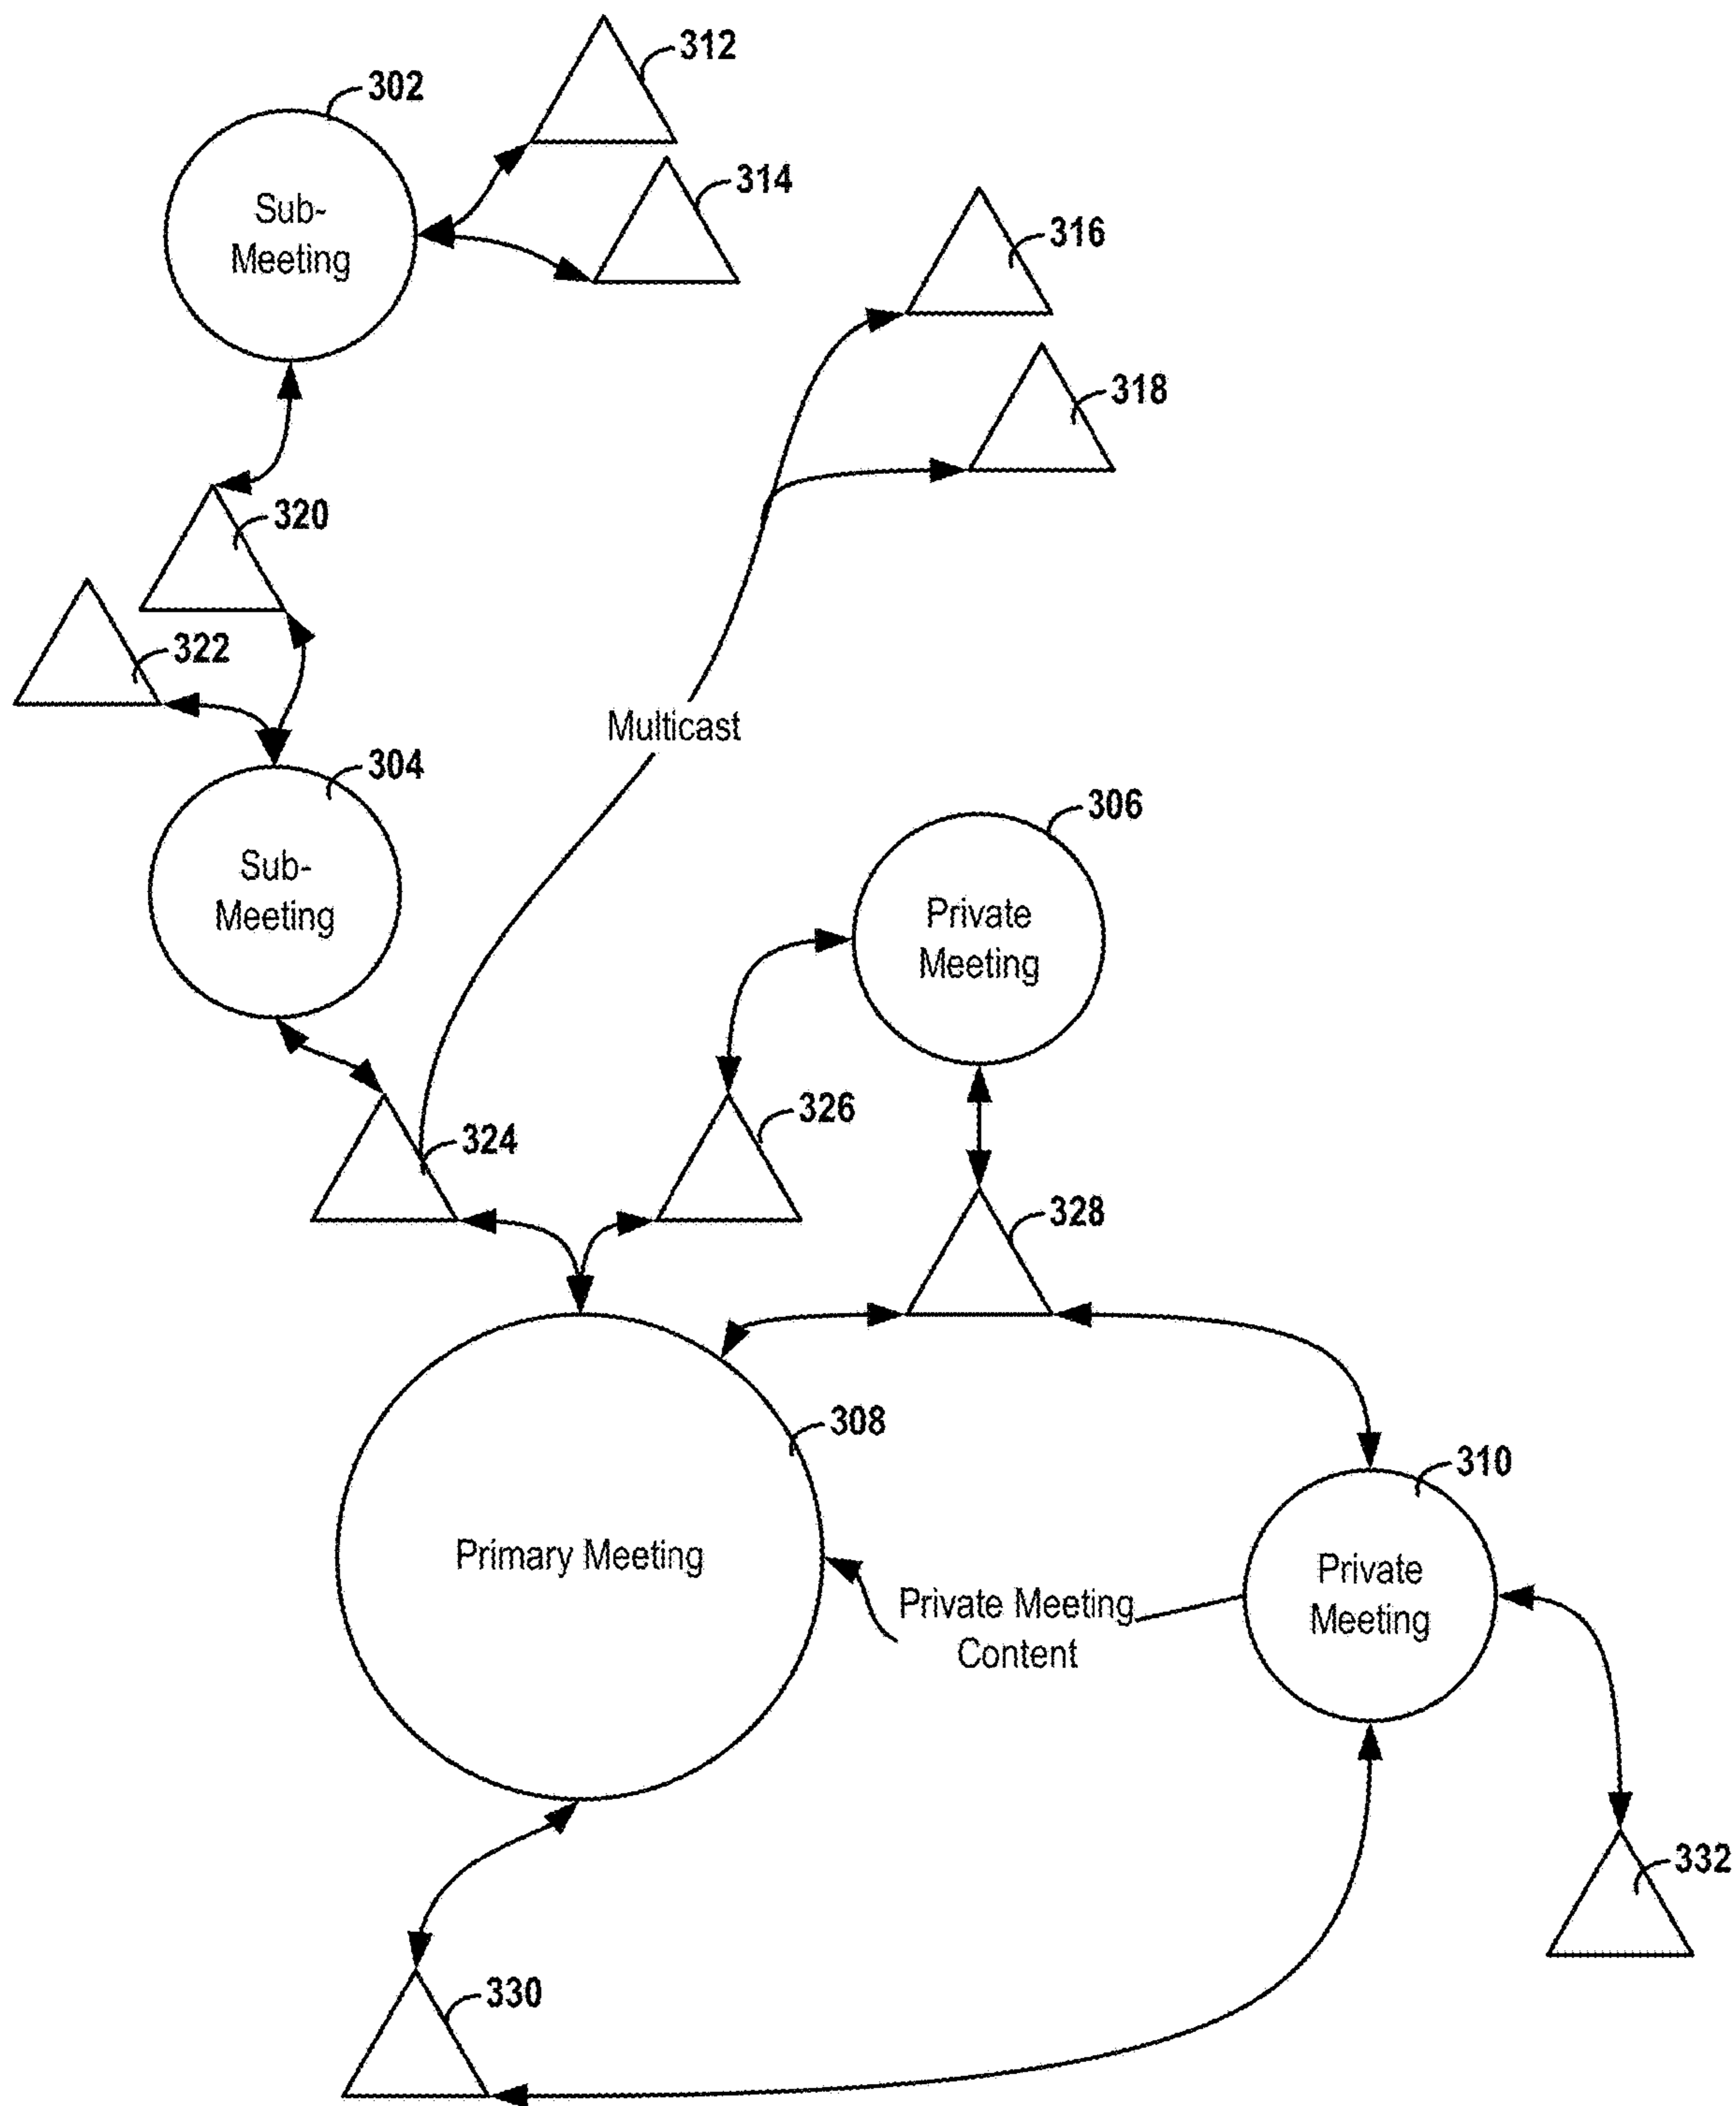 312
302
314
Sub-
Meeting
316
318
320
322
Multicast
304
306
Sub-
Meeting
Private
Meeting
326
324
328
308
310
Primary Meeting
Private
Meeting
Private Meeting
Content
332
330